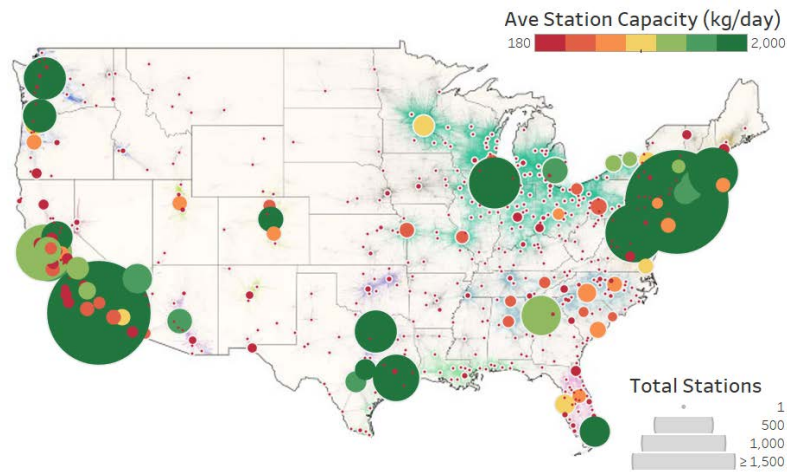 Ave Station Capacity (kg/day)
180 2,000
Total Stations
1
500
1,000
≥ 1,500